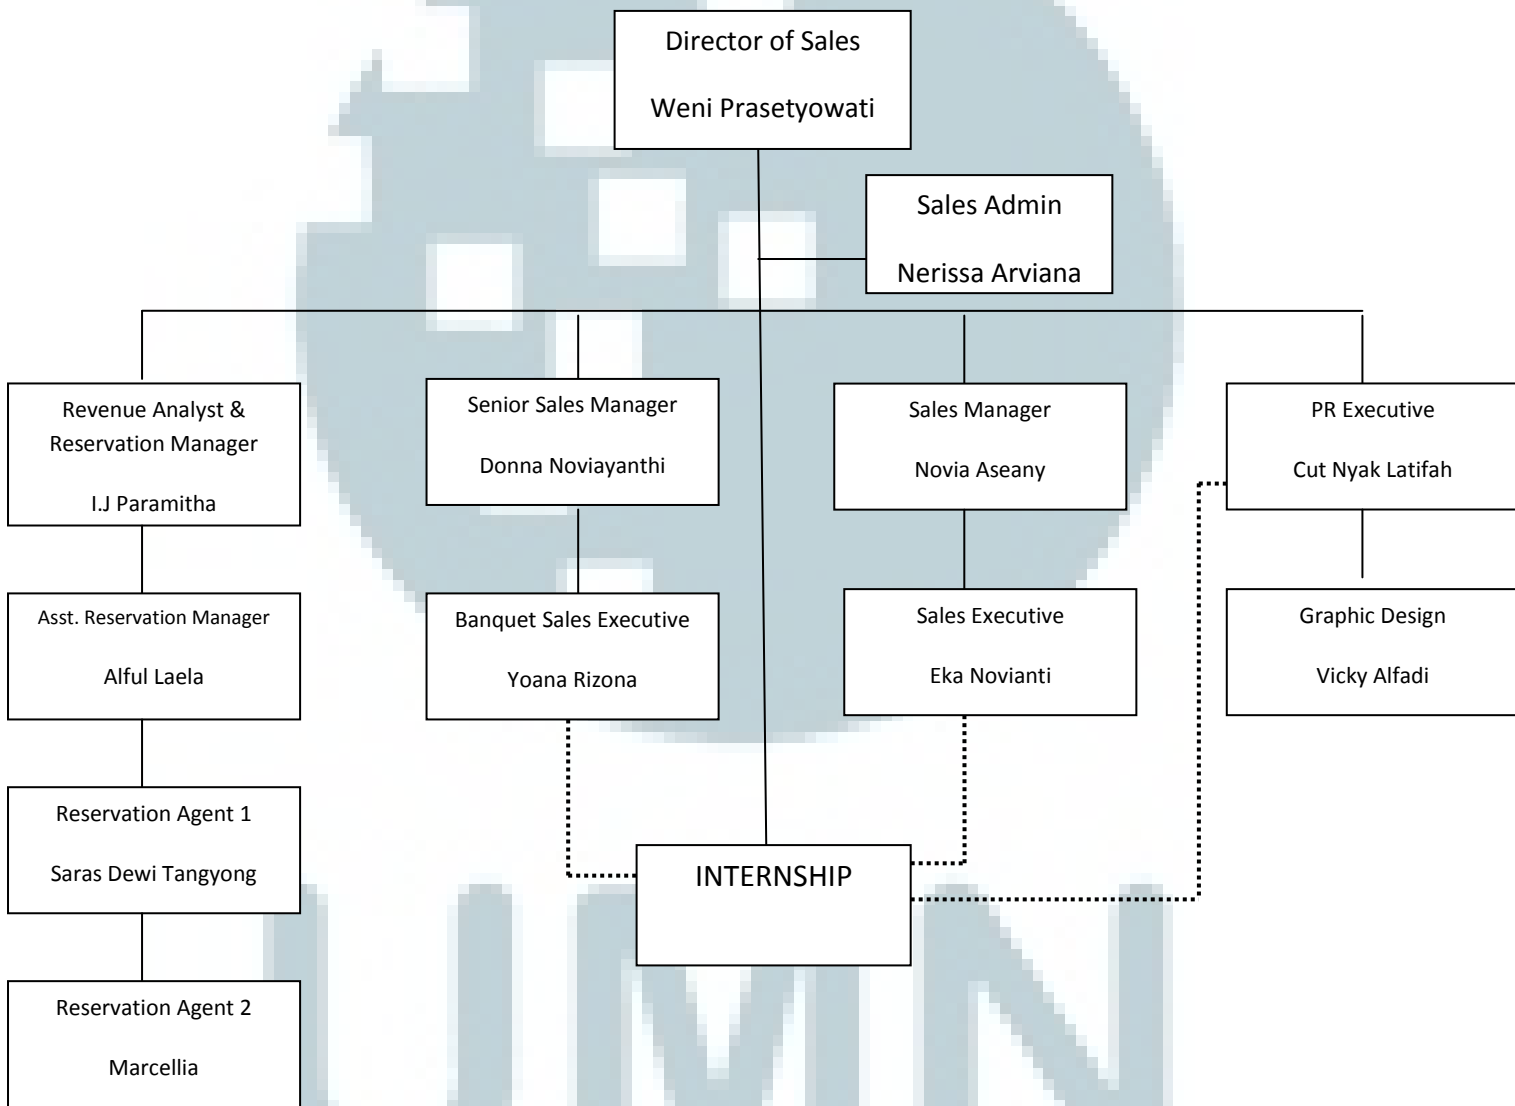 Director of Sales
Weni Prasetyowati
Sales Admin
Nerissa Arviana
Revenue Analyst &
Reservation Manager
I.J Paramitha
Senior Sales Manager
Donna Noviayanthi
Sales Manager
Novia Aseany
PR Executive
Cut Nyak Latifah
Asst. Reservation Manager
Alful Laela
Banquet Sales Executive
Yoana Rizona
Sales Executive
Eka Novianti
Graphic Design
Vicky Alfadi
Reservation Agent 1
Saras Dewi Tangyong
INTERNSHIP
Reservation Agent 2
Marcellia
UMN